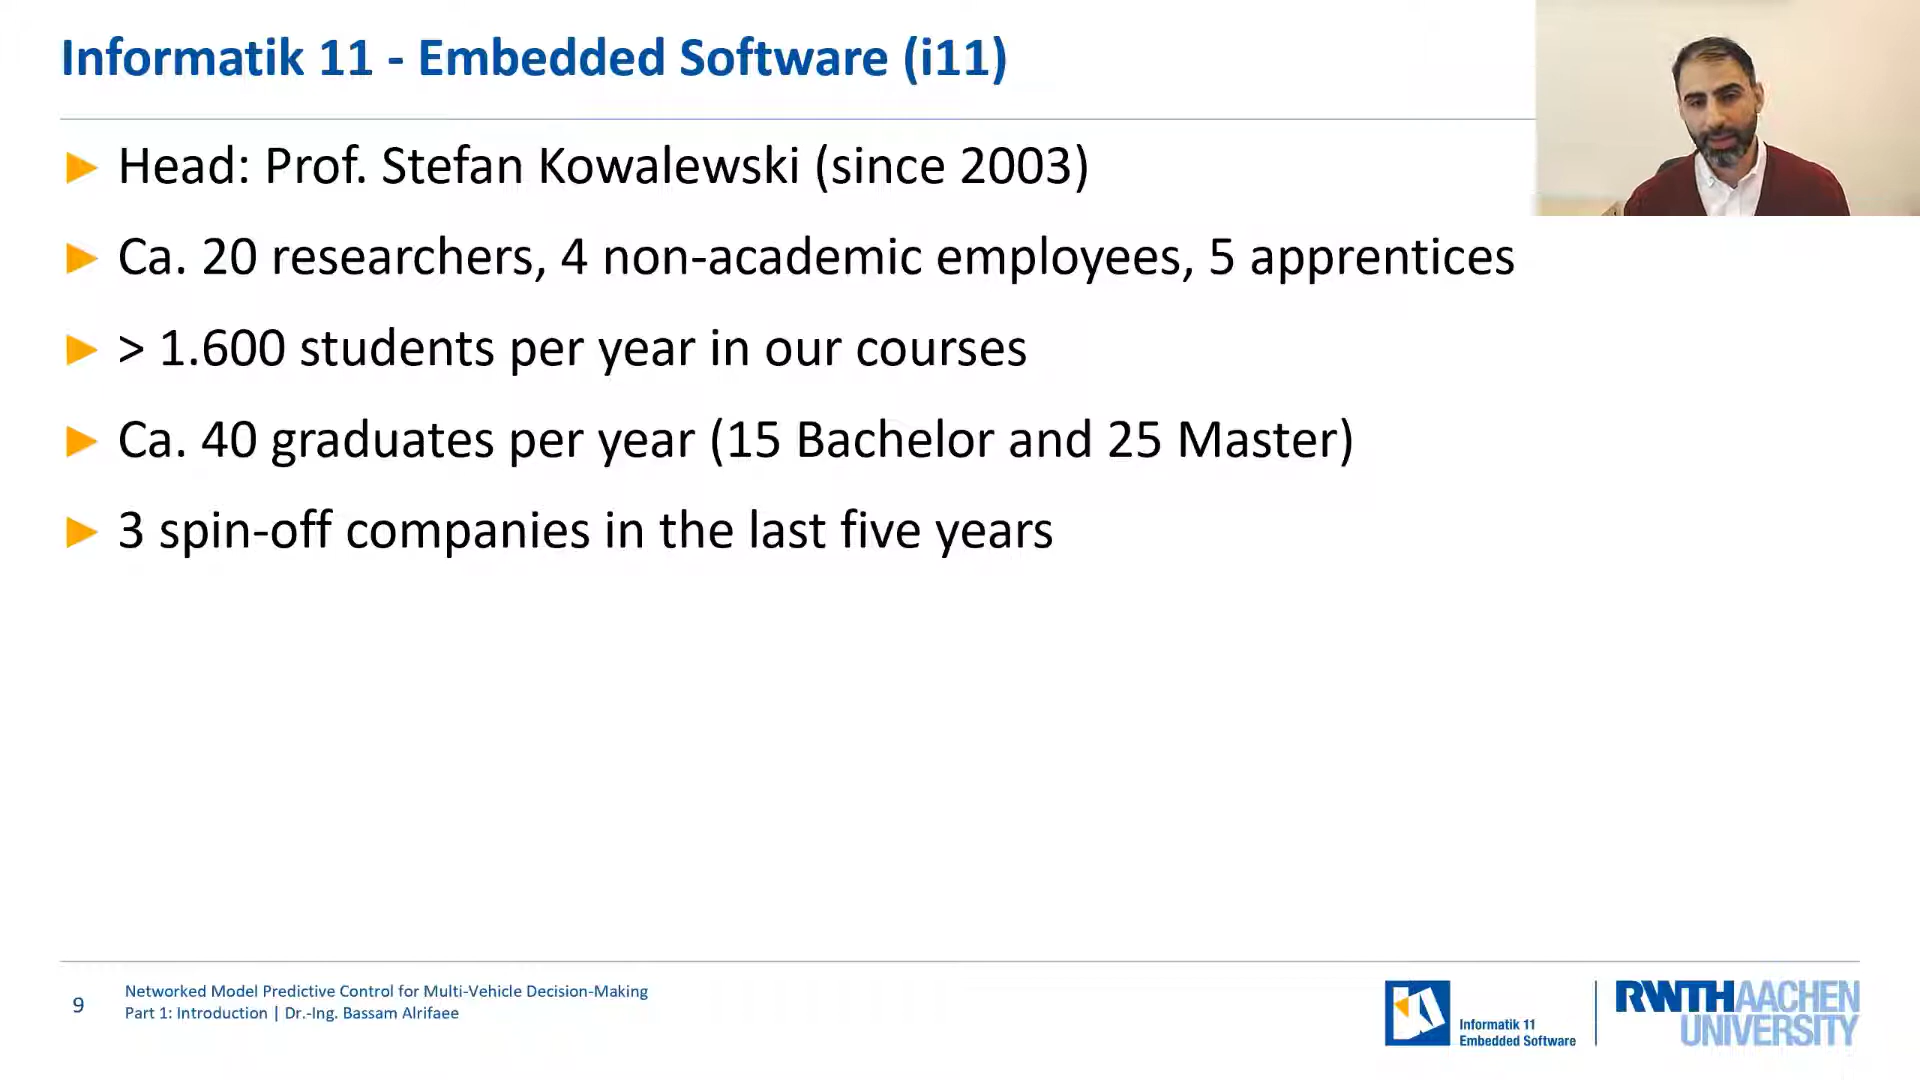 Informatik 11 - Embedded Software (i11)
► Head: Prof. Stefan Kowalewski (since 2003)
► Ca. 20 researchers, 4 non-academic employees, 5 apprentices
► > 1.600 students per year in our courses
► Ca. 40 graduates per year (15 Bachelor and 25 Master)
► 3 spin-off companies in the last five years
9
Networked Model Predictive Control for Multi-Vehicle Decision-Making
Part 1: Introduction | Dr.-Ing. Bassam Alrifaee
Informatik 11
Embedded Software
RWTHAACHEN
UNIVERSITY